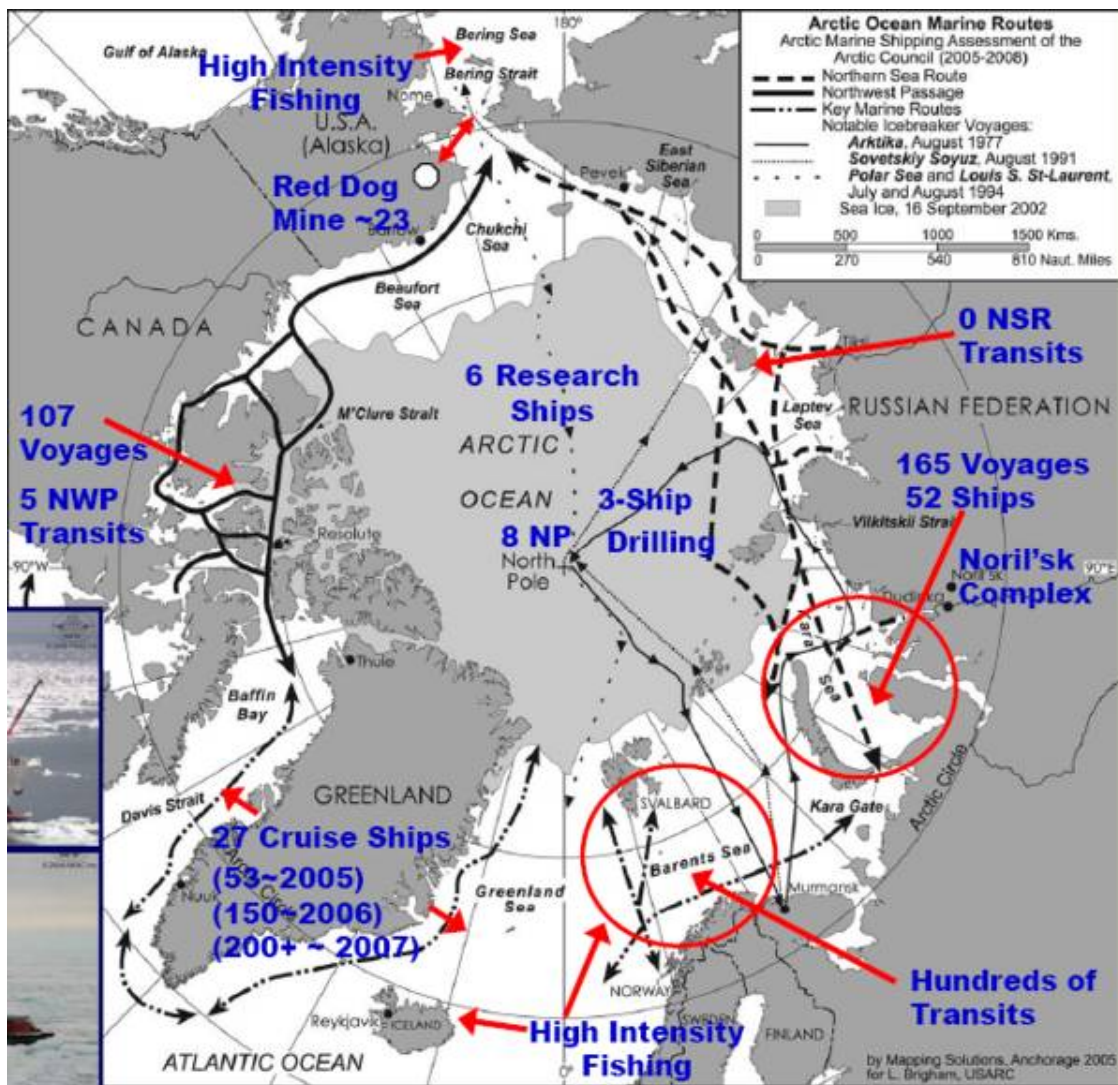 Arctic Ocean Marine Routes
Arctic Marine Shipping Assessment of the
Arctic Council (2005-2008)
Northern Sea Route
Northwest Passage
Key Marine Routes
Notable Icebreaker Voyages:
Arktika, August 1977
Sovetskiy Soyuz, August 1991
Polar Sea and Louis S. St-Laurent,
July and August 1994
Sea Ice, 16 September 2002
0 500 1000 1500 Kms.
0 270 540 810 Naut. Miles
180°
Gulf of Alaska
Bering Sea
High Intensity
Fishing
Bering Strait
Nome
U.S.A.
(Alaska)
East
Siberian
Sea
Pevek
Red Dog
Mine ~23
Chukchi
Sea
Barrow
Beaufort
Sea
CANADA
0 NSR
Transits
Tiksi
6 Research
Ships
M'Clure Strait
Laptev
Sea
RUSSIAN FEDERATION
107
Voyages
ARCTIC
OCEAN
165 Voyages
52 Ships
5 NWP
Transits
3-Ship
Drilling
Vilkitskii Strait
Resolute
8 NP
North
Pole
90°W
90°E
Noril'sk
Noril'sk
Complex
Dudinka
Kara
Sea
Thule
Baffin
Bay
Davis Strait
GREENLAND
SVALBARD
Kara Gate
Arctic Circle
27 Cruise Ships
(53~2005)
(150~2006)
(200+ ~ 2007)
Arctic Circle
Nuuk
Greenland
Sea
Barents Sea
Murmansk
Hundreds of
Transits
NORWAY
SWEDEN
FINLAND
Reykjavik
ICELAND
High Intensity
Fishing
ATLANTIC OCEAN
0°
by Mapping Solutions, Anchorage 2005
for L. Brigham, USARC